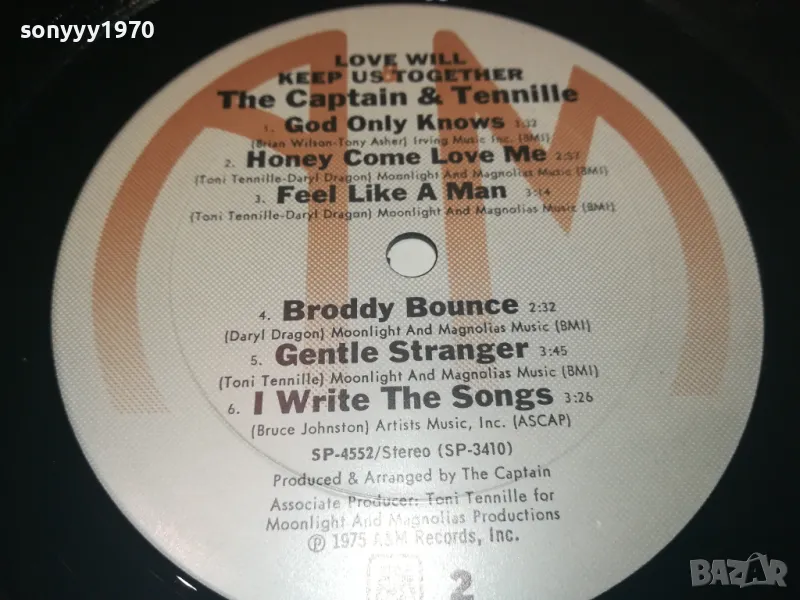 sonyyy1970
LOVE WILL
KEEP US TOGETHER
The Captain & Tennille
1. God Only Knows 3:33
(Brian Wilson-Tony Asher) Irving Music Inc. (BMI)
2. Honey Come Love Me 2:57
(Toni Tennille-Daryl Dragon) Moonlight And Magnolias Music (BMI)
3. Feel Like A Man 3:14
(Toni Tennille-Daryl Dragon) Moonlight And Magnolias Music (BMI)
4. Broddy Bounce 2:32
(Daryl Dragon) Moonlight And Magnolias Music (BMI)
5. Gentle Stranger 3:45
(Toni Tennille) Moonlight And Magnolias Music (BMI)
6. I Write The Songs 3:26
(Bruce Johnston) Artists Music, Inc. (ASCAP)
SP-4552/Stereo (SP-3410)
Produced & Arranged by The Captain
Associate Producer: Toni Tennille for
Moonlight And Magnolias Productions
℗ 1975 A&M Records, Inc.
2
BAZAR